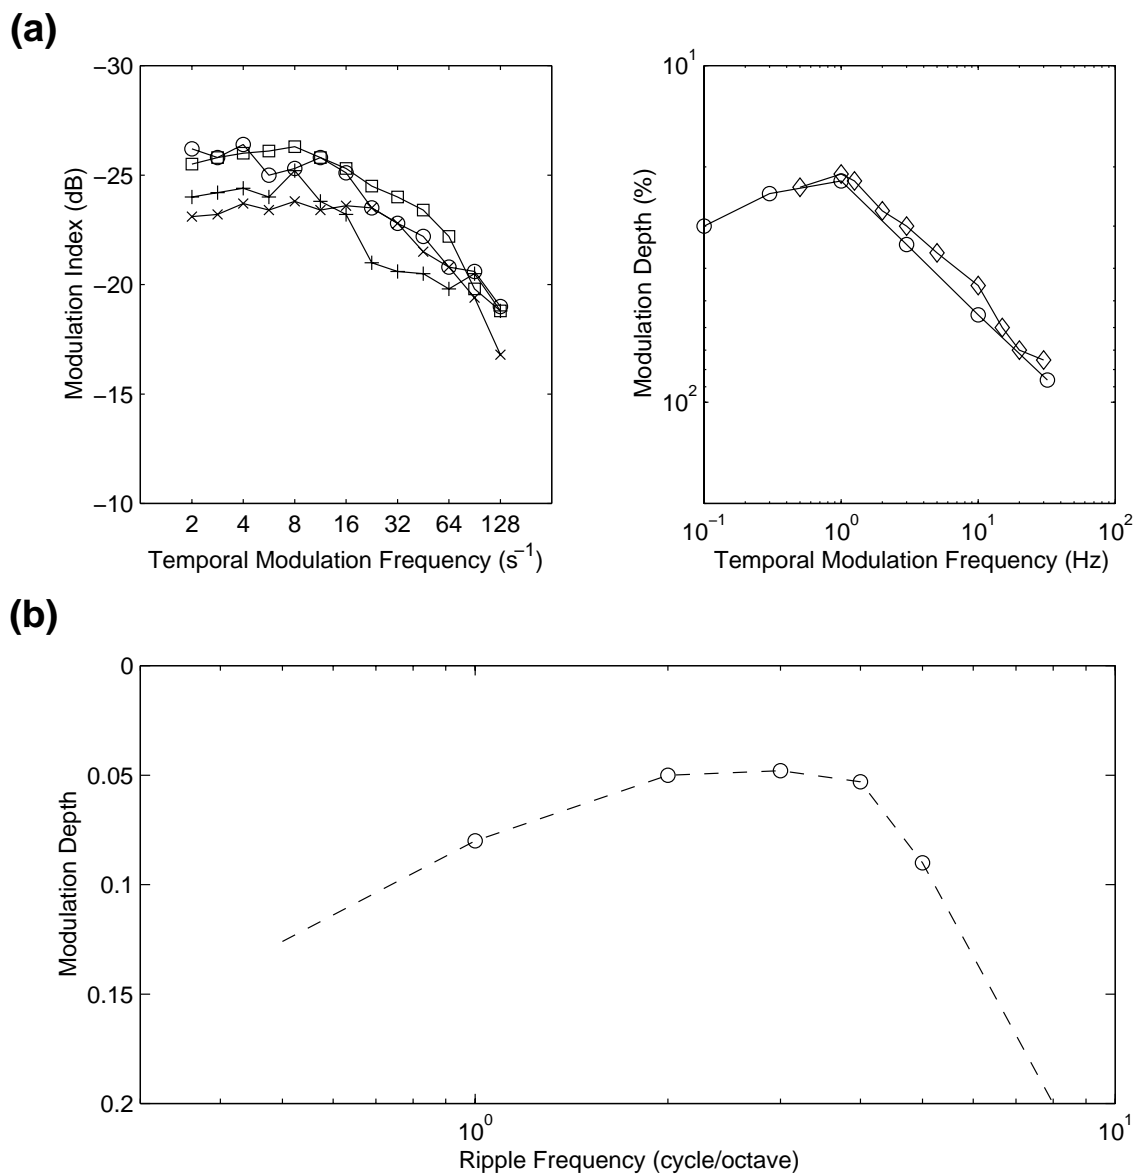 (a)
−30
−25
−20
−15
−10
Modulation Index (dB)
2 4 8 16 32 64 128
Temporal Modulation Frequency (s⁻¹)
10¹
10²
Modulation Depth (%)
10⁻¹ 10⁰ 10¹ 10²
Temporal Modulation Frequency (Hz)
(b)
0
0.05
0.1
0.15
0.2
Modulation Depth
10⁰ 10¹
Ripple Frequency (cycle/octave)